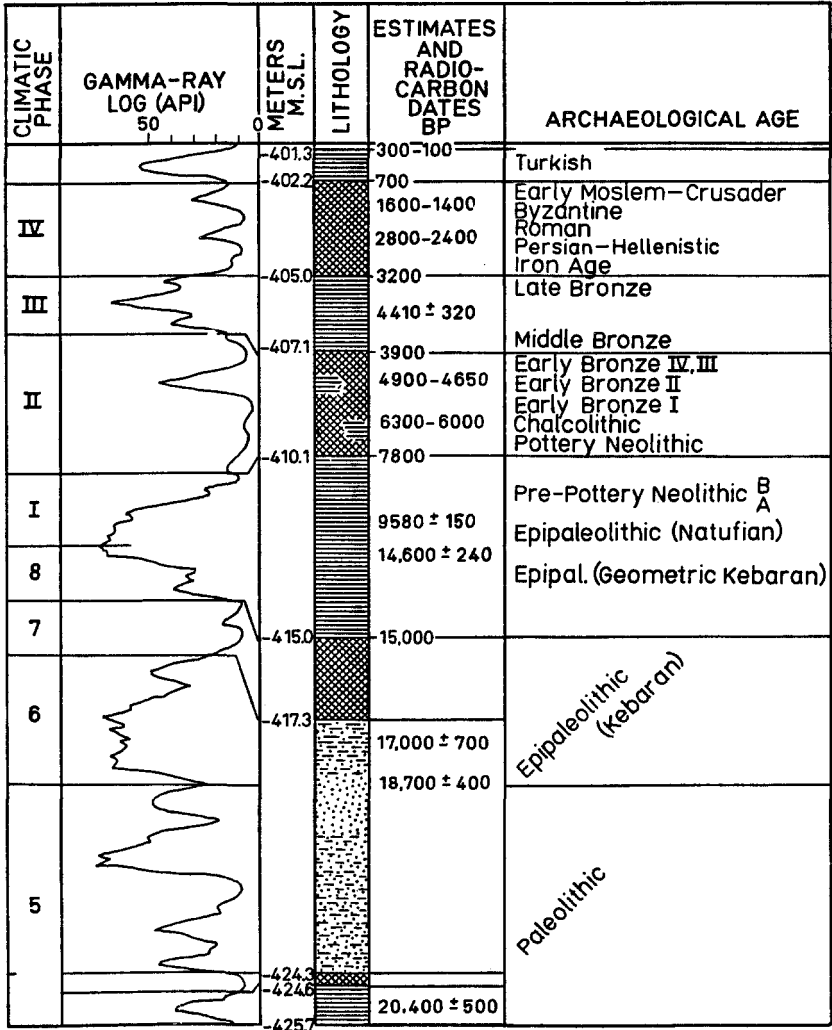 CLIMATIC
PHASE
GAMMA-RAY
LOG (API)
50 0
METERS
M.S.L.
LITHOLOGY
ESTIMATES
AND
RADIO-
CARBON
DATES
BP
ARCHAEOLOGICAL AGE
-401.3 300-100
Turkish
-402.2 700
Early Moslem-Crusader
1600-1400
Byzantine
IV
Roman
2800-2400
Persian-Hellenistic
Iron Age
-405.0 3200
Late Bronze
III
4410 ± 320
Middle Bronze
-407.1 3900
Early Bronze IV, III
4900-4650
Early Bronze II
II
Early Bronze I
6300-6000
Chalcolithic
Pottery Neolithic
-410.1 7800
Pre-Pottery Neolithic B
A
I
9580 ± 150
Epipaleolithic (Natufian)
14,600 ± 240
8
Epipal. (Geometric Kebaran)
7
-415.0 15,000
Epipaleolithic
(Kebaran)
6
-417.3
17,000 ± 700
18,700 ± 400
5
Paleolithic
-424.3
-424.6
20.400 ± 500
-425.7